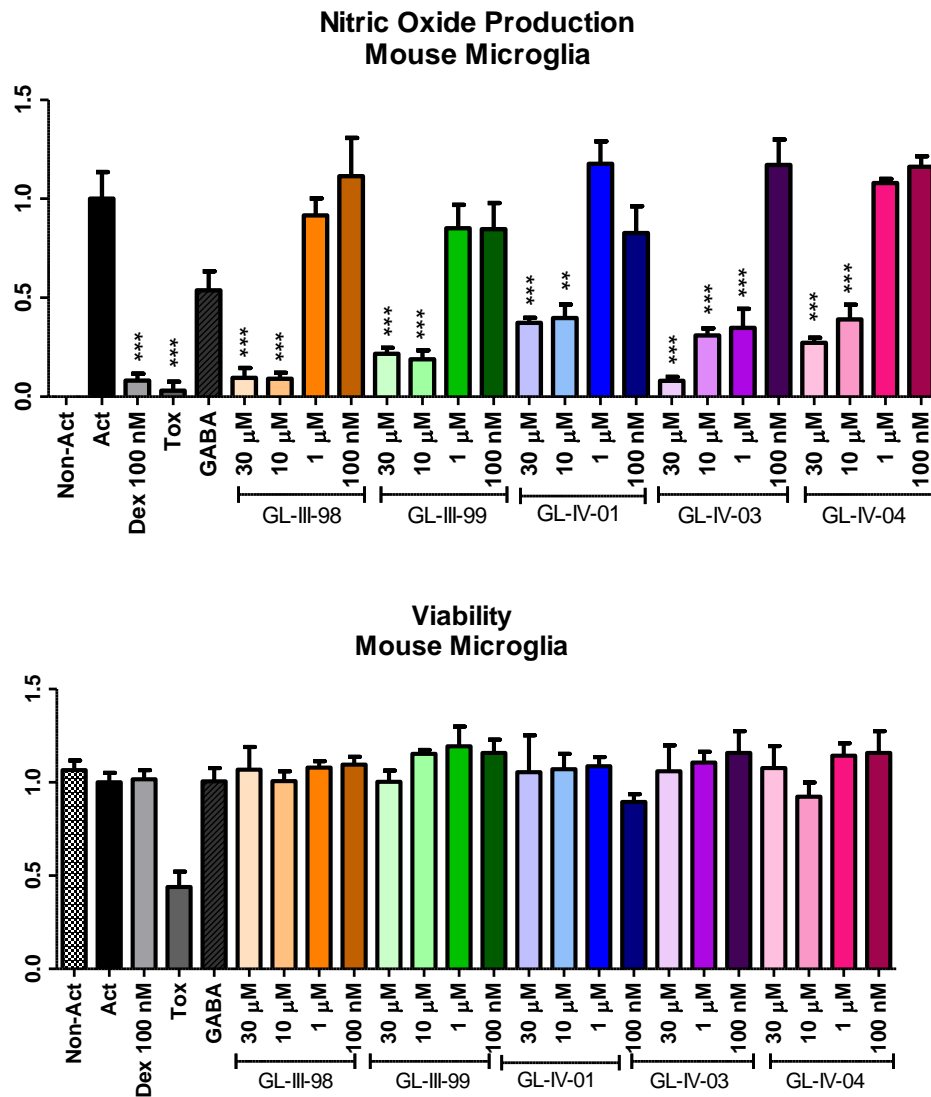 Nitric Oxide Production
Mouse Microglia
1.5
1.0
0.5
0.0
*** *** *** *** *** *** *** ** *** *** *** *** ***
Non-Act Act Dex 100 nM Tox GABA 30 μM 10 μM 1 μM 100 nM 30 μM 10 μM 1 μM 100 nM 30 μM 10 μM 1 μM 100 nM 30 μM 10 μM 1 μM 100 nM 30 μM 10 μM 1 μM 100 nM
GL-III-98 GL-III-99 GL-IV-01 GL-IV-03 GL-IV-04
Viability
Mouse Microglia
1.5
1.0
0.5
0.0
Non-Act Act Dex 100 nM Tox GABA 30 μM 10 μM 1 μM 100 nM 30 μM 10 μM 1 μM 100 nM 30 μM 10 μM 1 μM 100 nM 30 μM 1 μM 100 nM 30 μM 10 μM 1 μM 100 nM
GL-III-98 GL-III-99 GL-IV-01 GL-IV-03 GL-IV-04